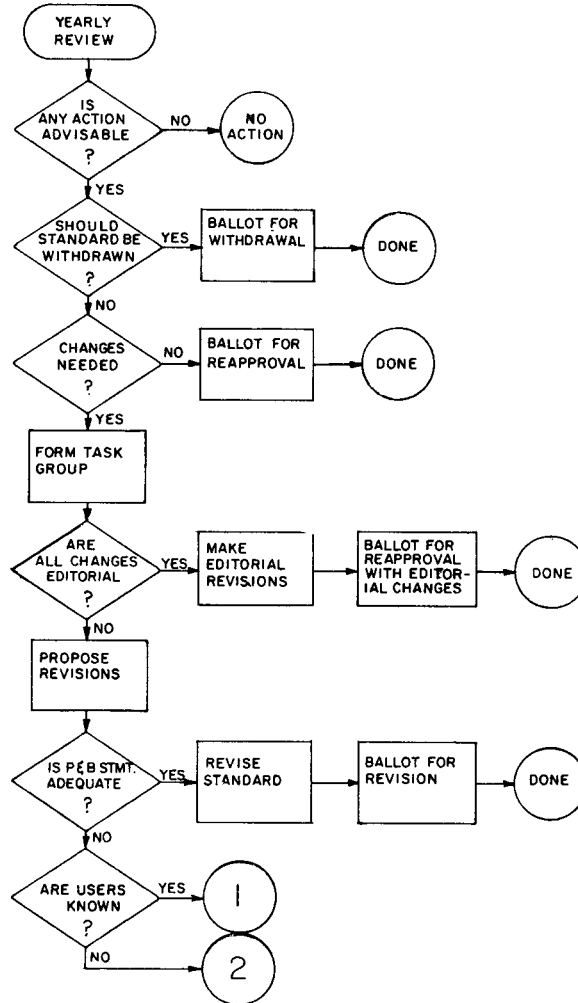 YEARLY
REVIEW
IS
ANY ACTION
ADVISABLE
?
NO
NO
ACTION
YES
SHOULD
STANDARD BE
WITHDRAWN
?
YES
BALLOT FOR
WITHDRAWAL
DONE
NO
CHANGES
NEEDED
?
NO
BALLOT FOR
REAPPROVAL
DONE
YES
FORM TASK
GROUP
ARE
ALL CHANGES
EDITORIAL
?
YES
MAKE
EDITORIAL
REVISIONS
BALLOT FOR
REAPPROVAL
WITH EDITOR-
IAL CHANGES
DONE
NO
PROPOSE
REVISIONS
IS P&B STMT.
ADEQUATE
?
YES
REVISE
STANDARD
BALLOT FOR
REVISION
DONE
NO
ARE USERS
KNOWN
?
YES
1
NO
2